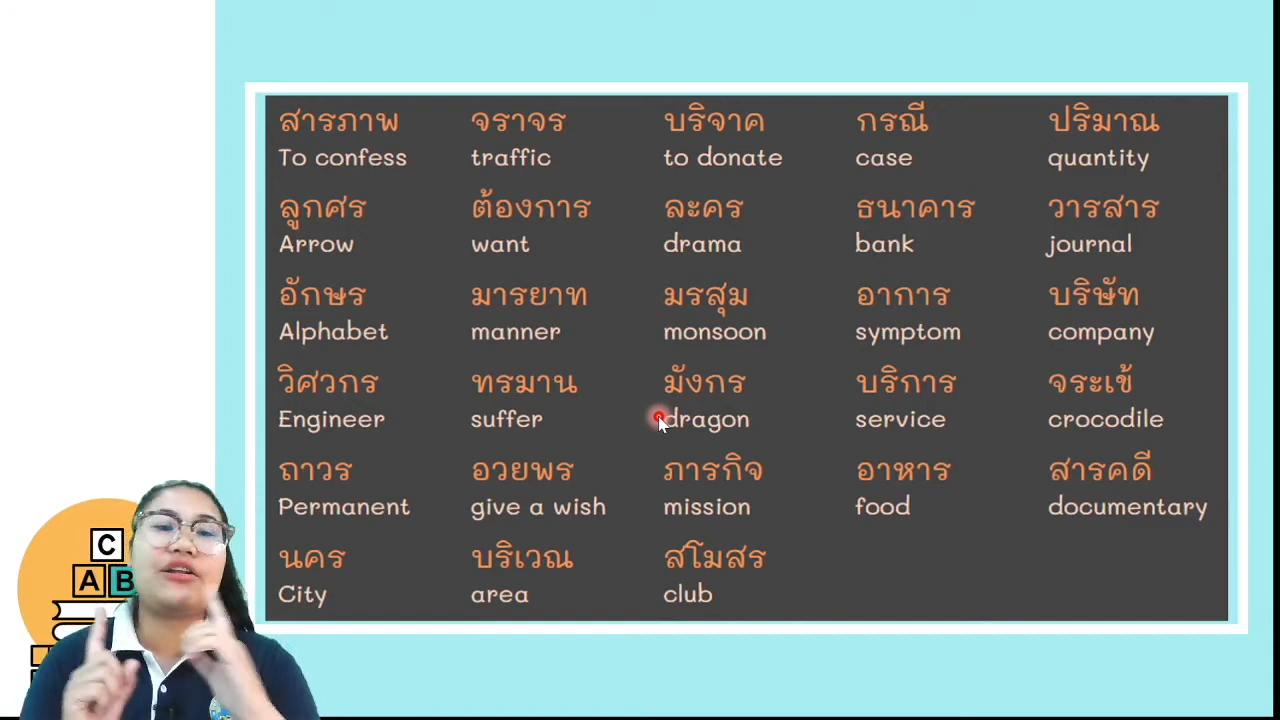 สารภาพ จราจร บริจาค กรณี ปริมาณ
To confess traffic to donate case quantity
ลูกศร ต้องการ ละคร ธนาคาร วารสาร
Arrow want drama bank journal
อักษร มารยาท มรสุม อาการ บริษัท
Alphabet manner monsoon symptom company
วิศวกร ทรมาน มังกร บริการ จระเข้
Engineer suffer dragon service crocodile
ถาวร อวยพร ภารกิจ อาหาร สารคดี
Permanent give a wish mission food documentary
นคร บริเวณ สโมสร
City area club
C
A B